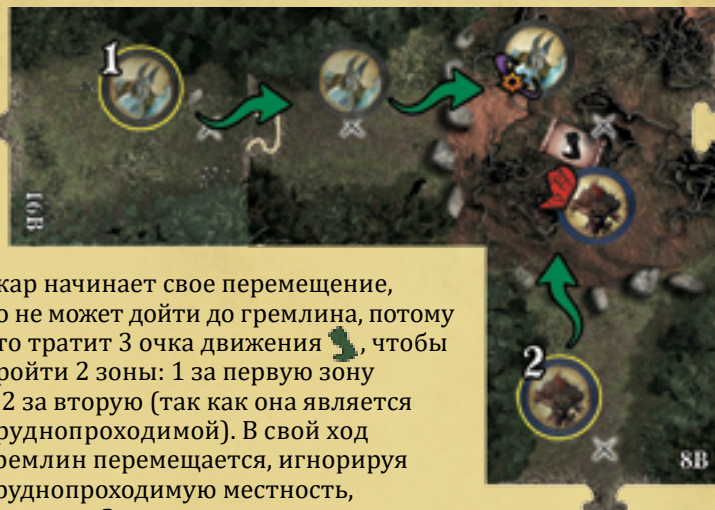 1
16B
кар начинает свое перемещение,
о не может дойти до гремлина, потому
то тратит 3 очка движения , чтобы
ройти 2 зоны: 1 за первую зону
2 за вторую (так как она является
руднопроходимой). В свой ход
ремлин перемещается, игнорируя
руднопроходимую местность,
2
8B